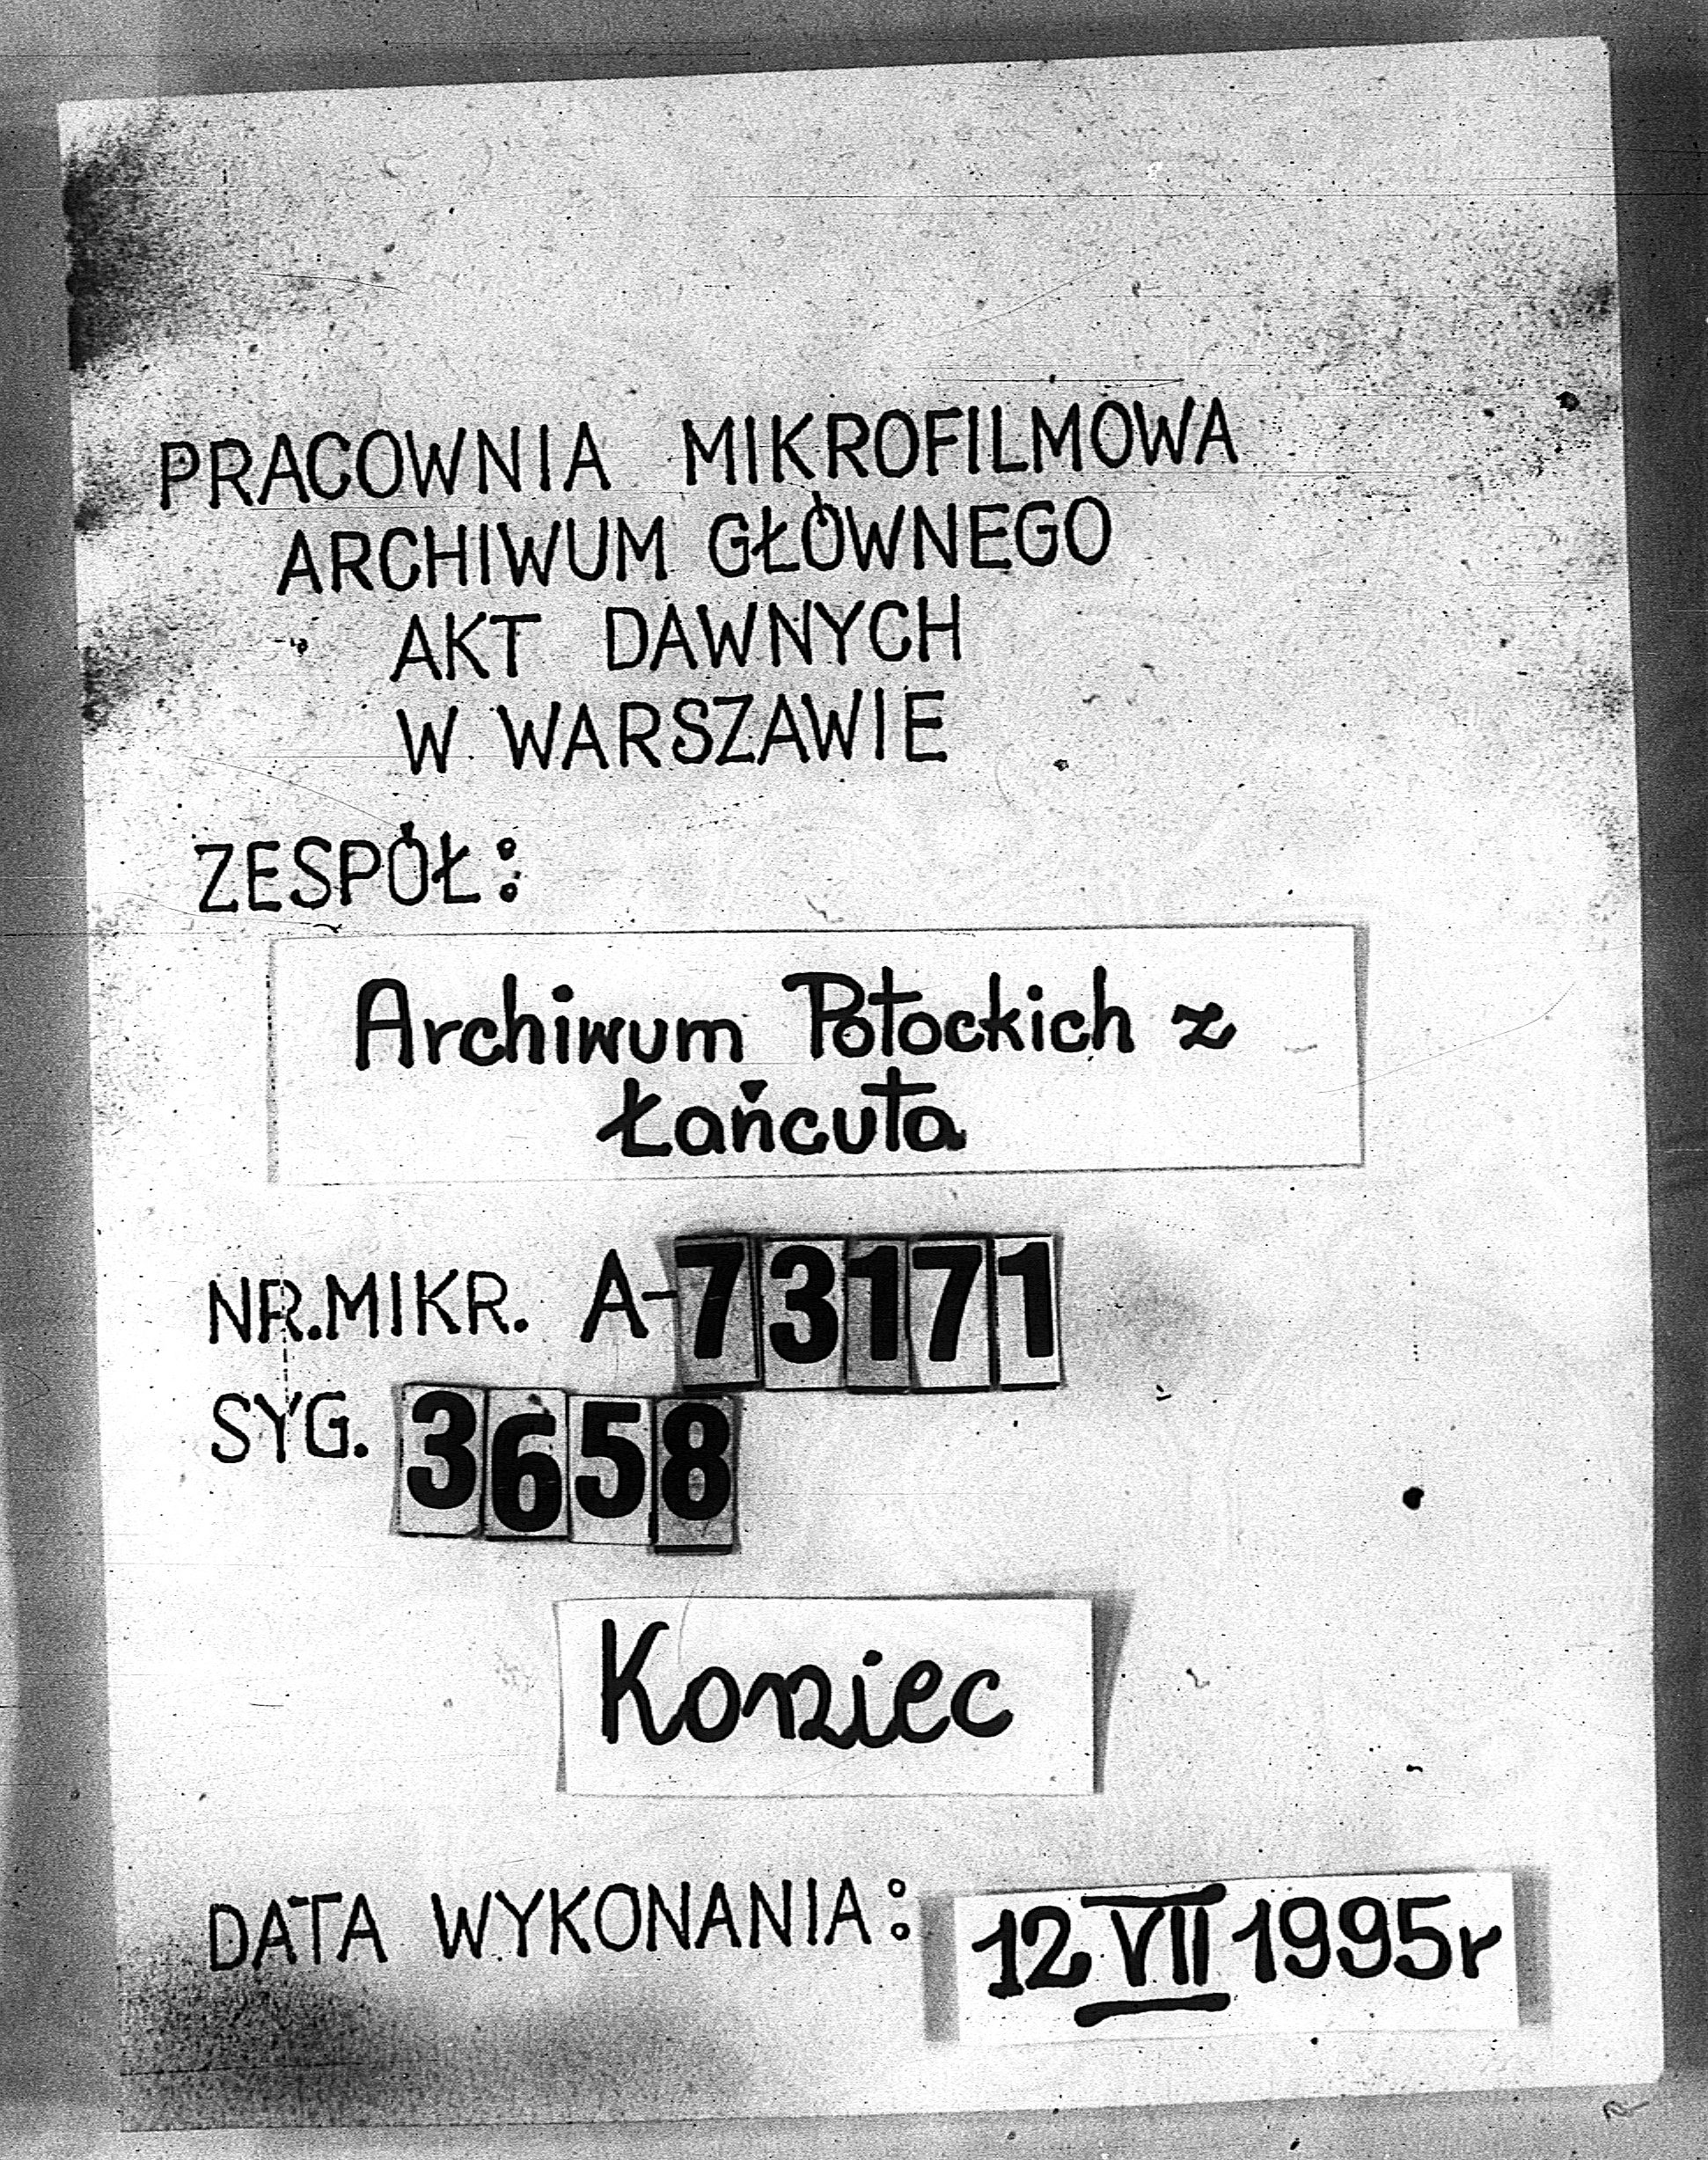 PRACOWNIA MIKROFILMOWA
ARCHIWUM GŁÓWNEGO
AKT DAWNYCH
W WARSZAWIE
ZESPÓŁ:
Archiwum Potockich z
Łańcuta
NR.MIKR. A-73171
SYG. 3658
Koniec
DATA WYKONANIA: 12 VII 1995r